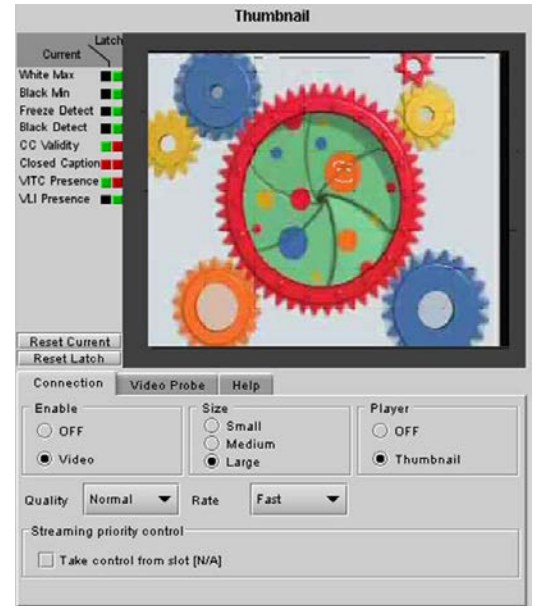 Thumbnail
Latch
Current
White Max
Black Min
Freeze Detect
Black Detect
CC Validity
Closed Caption
VITC Presence
VLI Presence
Reset Current
Reset Latch
Connection Video Probe Help
Enable Size Player
OFF Small OFF
Medium
Video Large Thumbnail
Quality Normal Rate Fast
Streaming priority control
Take control from slot [N/A]